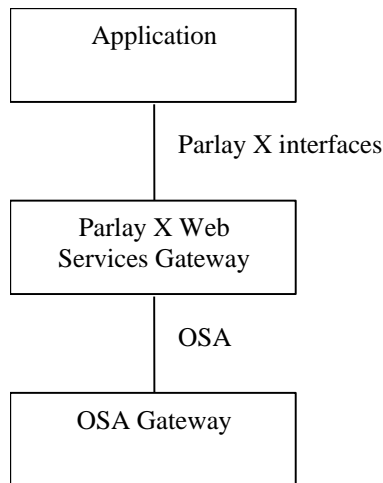 Application
Parlay X interfaces
Parlay X Web
Services Gateway
OSA
OSA Gateway